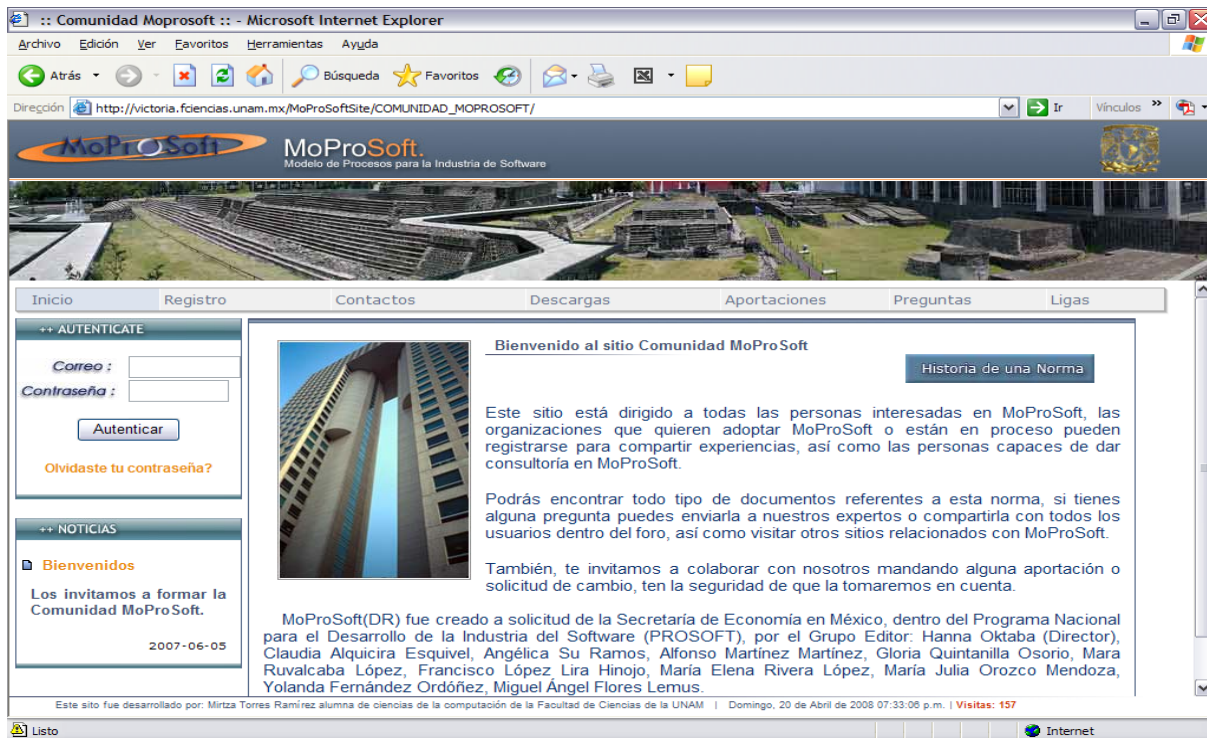 :: Comunidad Moprosoft :: - Microsoft Internet Explorer
Archivo Edición Ver Favoritos Herramientas Ayuda
Atrás Búsqueda Favoritos
Dirección http://victoria.fciencias.unam.mx/MoProSoftSite/COMUNIDAD_MOPROSOFT/ Ir Vínculos »
MoProSoft MoProSoft.
Modelo de Procesos para la Industria de Software
Inicio Registro Contactos Descargas Aportaciones Preguntas Ligas
++ AUTENTICATE
Correo :
Contraseña :
Autenticar
Olvidaste tu contraseña?
++ NOTICIAS
Bienvenidos
Los invitamos a formar la
Comunidad MoProSoft.
2007-06-05
Bienvenido al sitio Comunidad MoProSoft
Historia de una Norma
Este sitio está dirigido a todas las personas interesadas en MoProSoft, las
organizaciones que quieren adoptar MoProSoft o están en proceso pueden
registrarse para compartir experiencias, así como las personas capaces de dar
consultoría en MoProSoft.
Podrás encontrar todo tipo de documentos referentes a esta norma, si tienes
alguna pregunta puedes enviarla a nuestros expertos o compartirla con todos los
usuarios dentro del foro, así como visitar otros sitios relacionados con MoProSoft.
También, te invitamos a colaborar con nosotros mandando alguna aportación o
solicitud de cambio, ten la seguridad de que la tomaremos en cuenta.
MoProSoft(DR) fue creado a solicitud de la Secretaría de Economía en México, dentro del Programa Nacional
para el Desarrollo de la Industria del Software (PROSOFT), por el Grupo Editor: Hanna Oktaba (Director),
Claudia Alquicira Esquivel, Angélica Su Ramos, Alfonso Martínez Martínez, Gloria Quintanilla Osorio, Mara
Ruvalcaba López, Francisco López Lira Hinojo, María Elena Rivera López, María Julia Orozco Mendoza,
Yolanda Fernández Ordóñez, Miguel Ángel Flores Lemus.
Este sito fue desarrollado por: Mirtza Torres Ramírez alumna de ciencias de la computación de la Facultad de Ciencias de la UNAM | Domingo, 20 de Abril de 2008 07:33:06 p.m. | Visitas: 157
Listo Internet